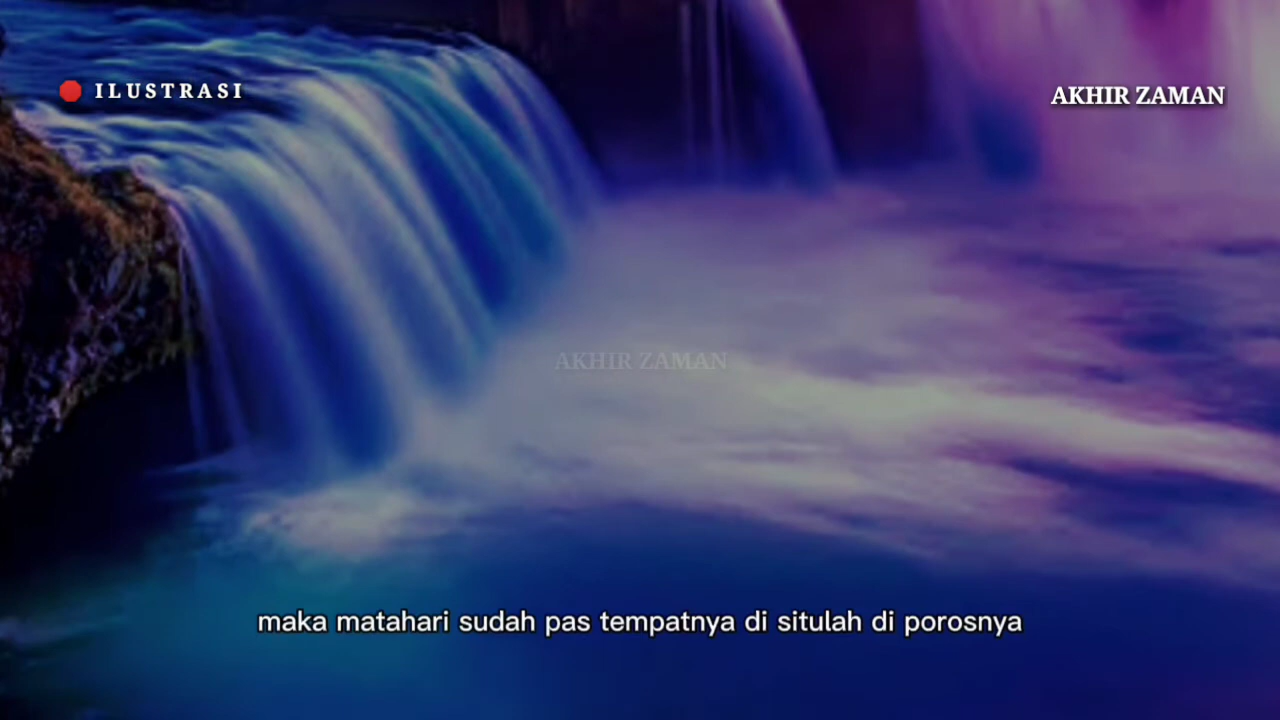 ILUSTRASI
AKHIR ZAMAN
AKHIR ZAMAN
maka matahari sudah pas tempatnya di situlah di porosnya